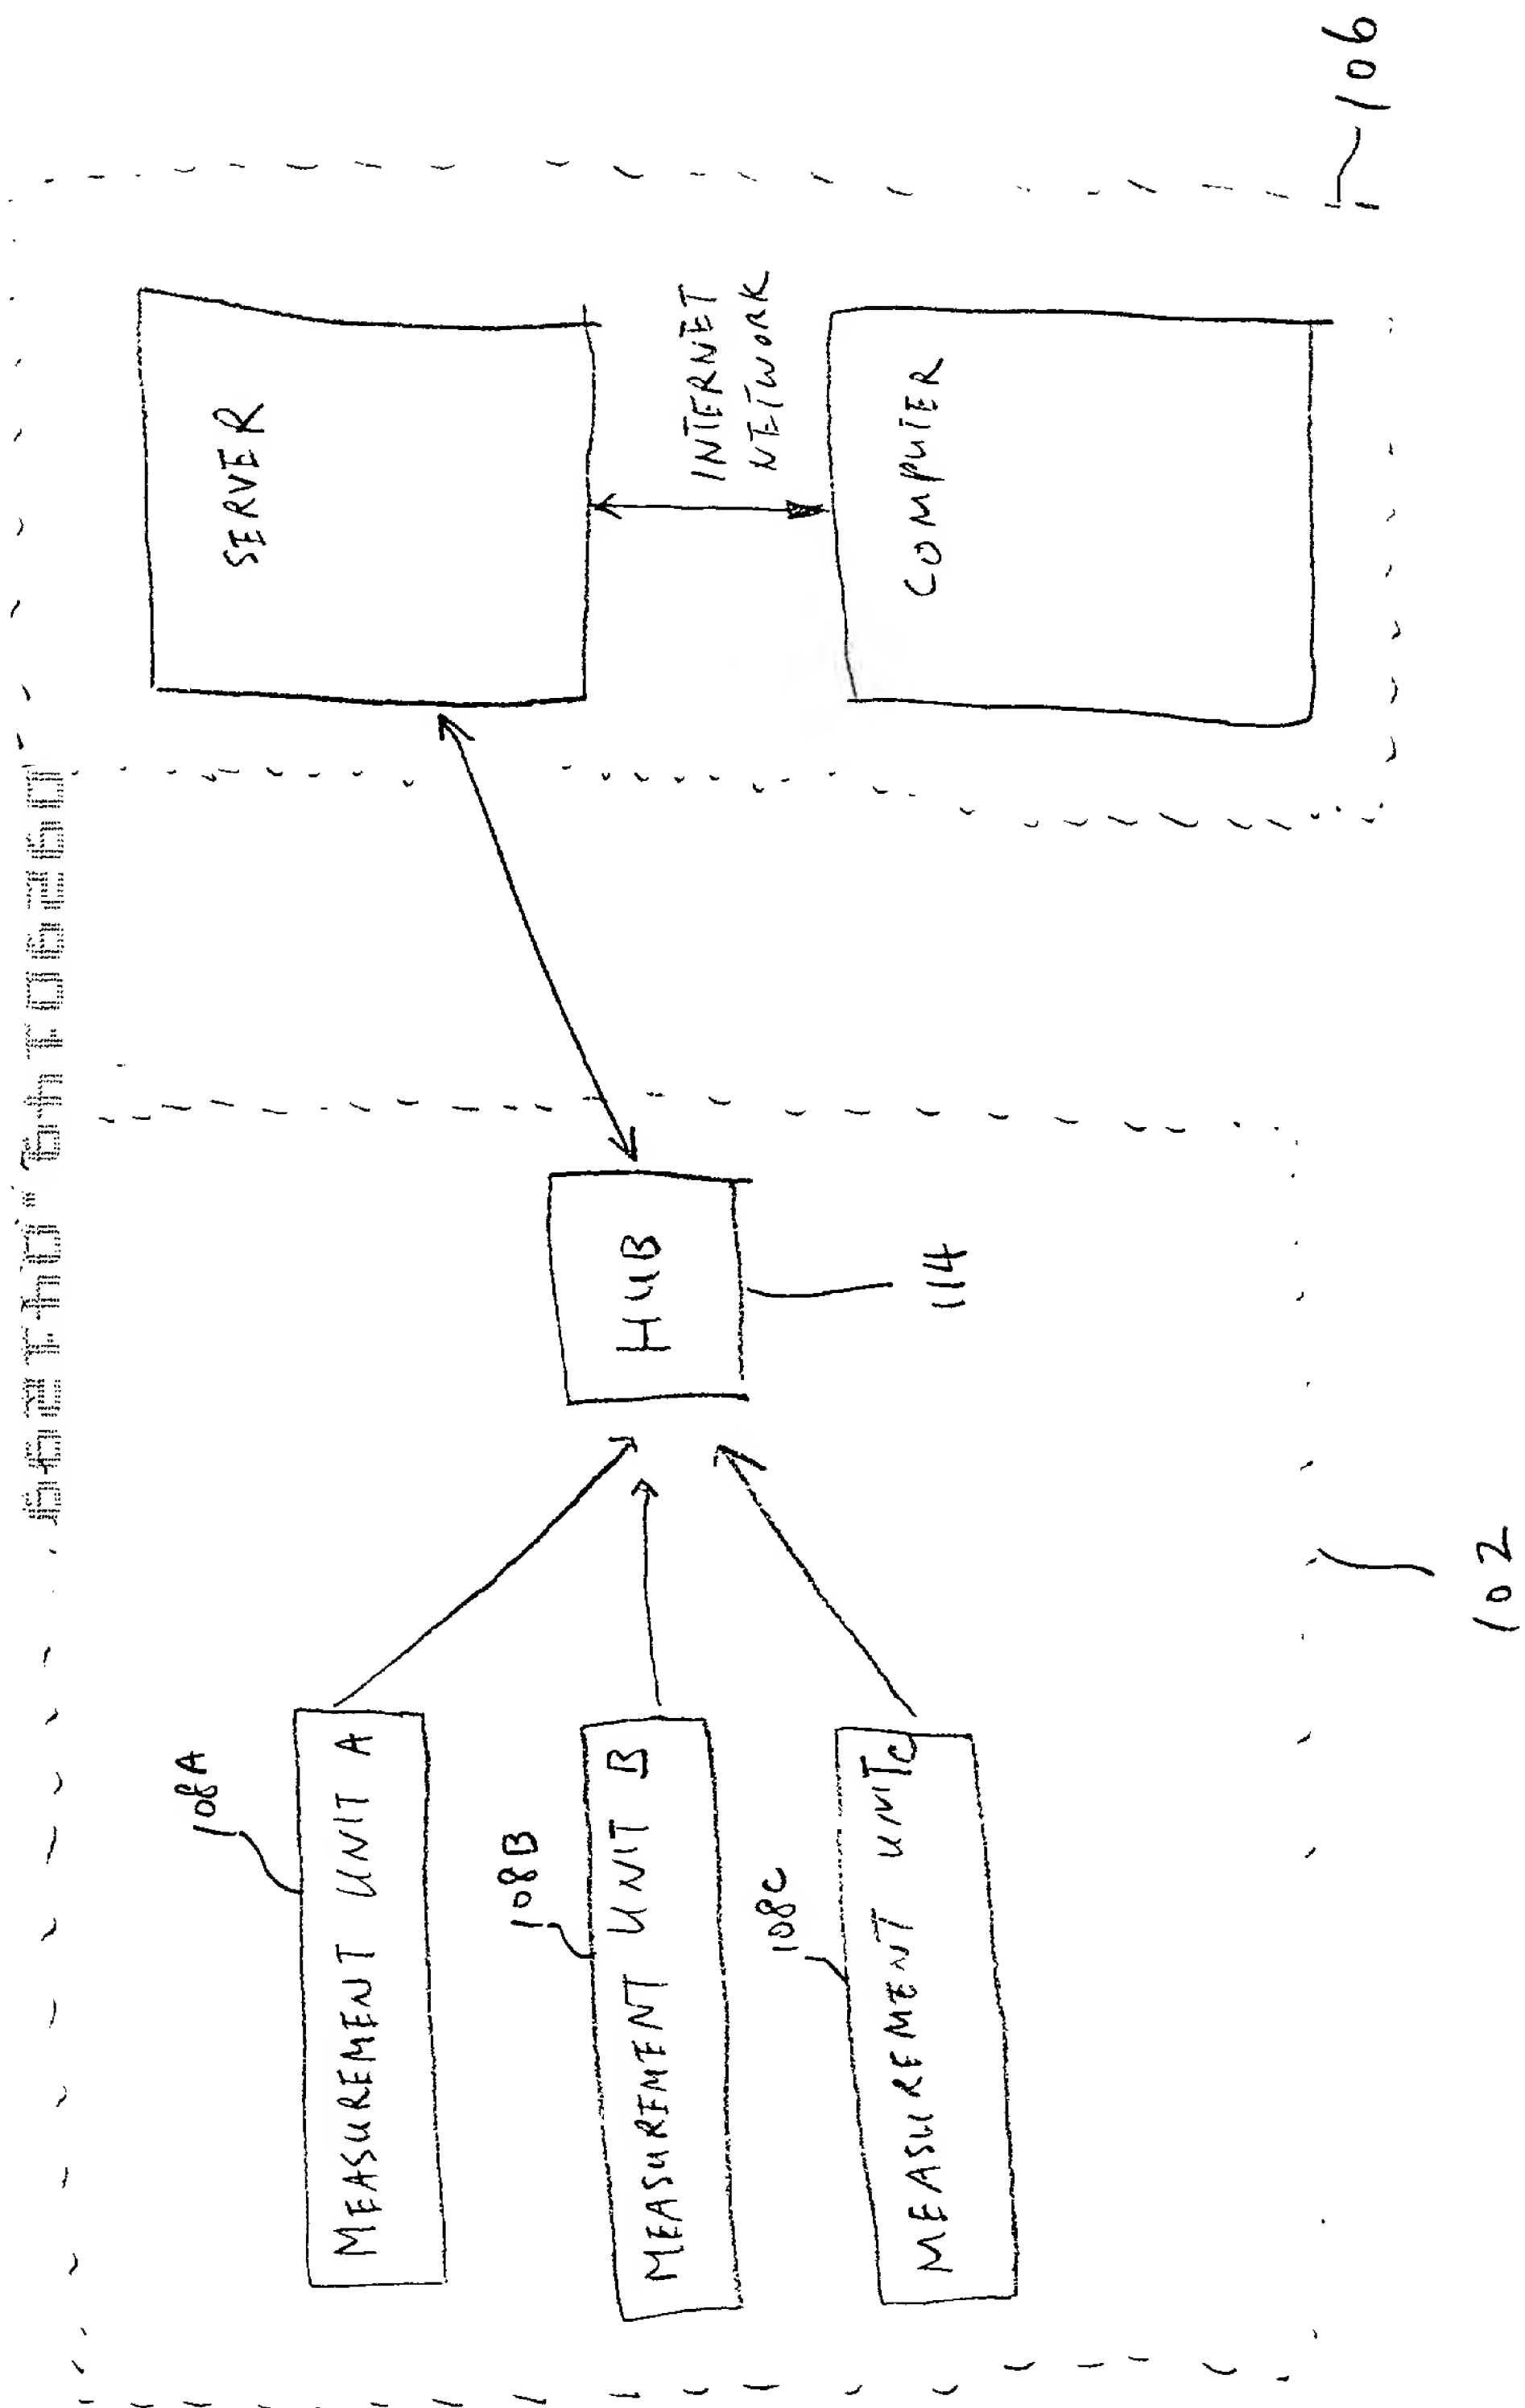 108A
MEASUREMENT UNIT A
108B
MEASUREMENT UNIT B
108C
MEASUREMENT UNIT C
HUB
114
102
SERVER
INTERNET
NETWORK
COMPUTER
106